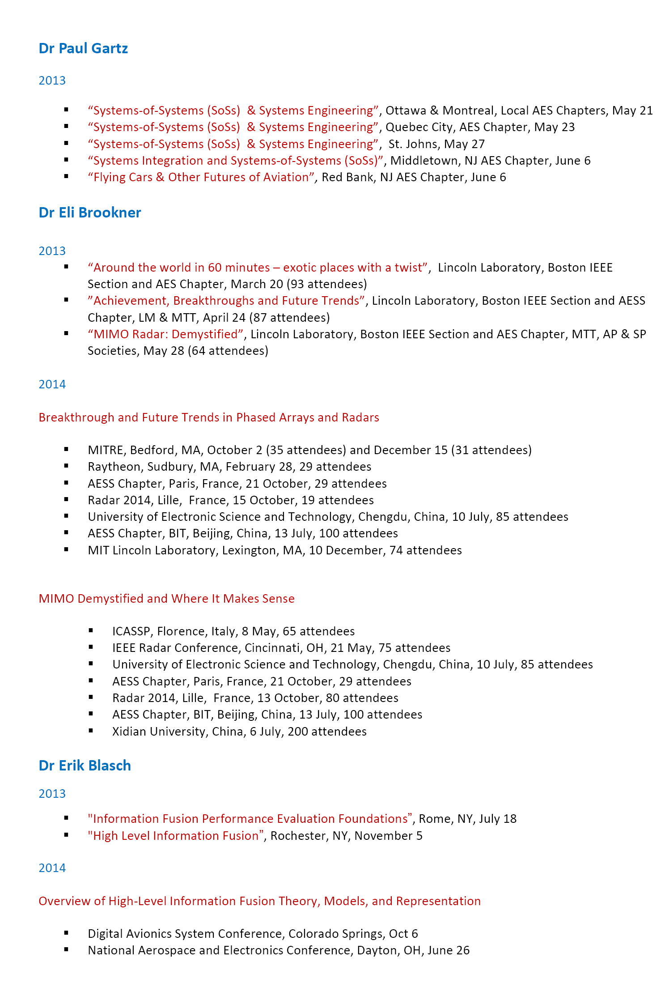 Dr Paul Gartz
2013
▪ “Systems-of-Systems (SoSs)  & Systems Engineering”, Ottawa & Montreal, Local AES Chapters, May 21
▪ “Systems-of-Systems (SoSs)  & Systems Engineering”, Quebec City, AES Chapter, May 23
▪ “Systems-of-Systems (SoSs)  & Systems Engineering”,  St. Johns, May 27
▪ “Systems Integration and Systems-of-Systems (SoSs)”, Middletown, NJ AES Chapter, June 6
▪ “Flying Cars & Other Futures of Aviation”, Red Bank, NJ AES Chapter, June 6
Dr Eli Brookner
2013
▪ “Around the world in 60 minutes – exotic places with a twist”,  Lincoln Laboratory, Boston IEEE
Section and AES Chapter, March 20 (93 attendees)
▪ ”Achievement, Breakthroughs and Future Trends”, Lincoln Laboratory, Boston IEEE Section and AESS
Chapter, LM & MTT, April 24 (87 attendees)
▪ “MIMO Radar: Demystified”, Lincoln Laboratory, Boston IEEE Section and AES Chapter, MTT, AP & SP
Societies, May 28 (64 attendees)
2014
Breakthrough and Future Trends in Phased Arrays and Radars
▪ MITRE, Bedford, MA, October 2 (35 attendees) and December 15 (31 attendees)
▪ Raytheon, Sudbury, MA, February 28, 29 attendees
▪ AESS Chapter, Paris, France, 21 October, 29 attendees
▪ Radar 2014, Lille,  France, 15 October, 19 attendees
▪ University of Electronic Science and Technology, Chengdu, China, 10 July, 85 attendees
▪ AESS Chapter, BIT, Beijing, China, 13 July, 100 attendees
▪ MIT Lincoln Laboratory, Lexington, MA, 10 December, 74 attendees
MIMO Demystified and Where It Makes Sense
▪ ICASSP, Florence, Italy, 8 May, 65 attendees
▪ IEEE Radar Conference, Cincinnati, OH, 21 May, 75 attendees
▪ University of Electronic Science and Technology, Chengdu, China, 10 July, 85 attendees
▪ AESS Chapter, Paris, France, 21 October, 29 attendees
▪ Radar 2014, Lille,  France, 13 October, 80 attendees
▪ AESS Chapter, BIT, Beijing, China, 13 July, 100 attendees
▪ Xidian University, China, 6 July, 200 attendees
Dr Erik Blasch
2013
▪ "Information Fusion Performance Evaluation Foundations”, Rome, NY, July 18
▪ "High Level Information Fusion”, Rochester, NY, November 5
2014
Overview of High-Level Information Fusion Theory, Models, and Representation
▪ Digital Avionics System Conference, Colorado Springs, Oct 6
▪ National Aerospace and Electronics Conference, Dayton, OH, June 26